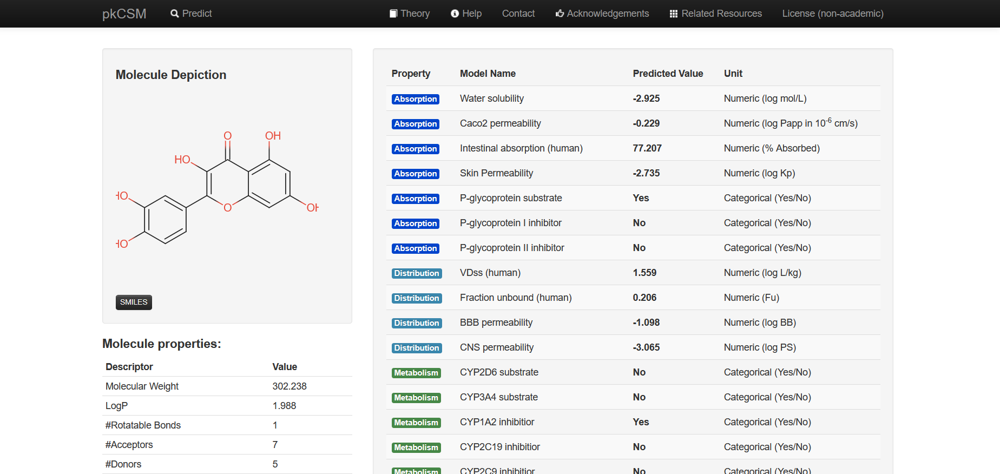 pkCSM Predict Theory Help Contact Acknowledgements Related Resources License (non-academic)
Molecule Depiction
O
OH
HO
HO
O
OH
HO
SMILES
Molecule properties:
Descriptor Value
Molecular Weight 302.238
LogP 1.988
#Rotatable Bonds 1
#Acceptors 7
#Donors 5
Property Model Name Predicted Value Unit
Absorption Water solubility -2.925 Numeric (log mol/L)
Absorption Caco2 permeability -0.229 Numeric (log Papp in 10-6 cm/s)
Absorption Intestinal absorption (human) 77.207 Numeric (% Absorbed)
Absorption Skin Permeability -2.735 Numeric (log Kp)
Absorption P-glycoprotein substrate Yes Categorical (Yes/No)
Absorption P-glycoprotein I inhibitor No Categorical (Yes/No)
Absorption P-glycoprotein II inhibitor No Categorical (Yes/No)
Distribution VDss (human) 1.559 Numeric (log L/kg)
Distribution Fraction unbound (human) 0.206 Numeric (Fu)
Distribution BBB permeability -1.098 Numeric (log BB)
Distribution CNS permeability -3.065 Numeric (log PS)
Metabolism CYP2D6 substrate No Categorical (Yes/No)
Metabolism CYP3A4 substrate No Categorical (Yes/No)
Metabolism CYP1A2 inhibitior Yes Categorical (Yes/No)
Metabolism CYP2C19 inhibitior No Categorical (Yes/No)
Metabolism CYP2C9 inhibitior No Categorical (Yes/No)